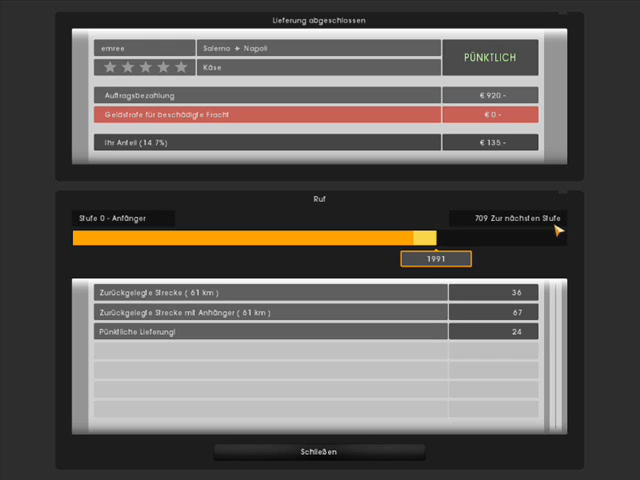 Lieferung abgeschlossen
emree
Salerno → Napoli
PÜNKTLICH
Käse
Auftragsbezahlung
€ 920.-
Geldstrafe für beschädigte Fracht
€ 0.-
Ihr Anteil (14.7%)
€ 135.-
Ruf
Stufe 0 - Anfänger
709 Zur nächsten Stufe
1991
Zurückgelegte Strecke ( 61 km )
36
Zurückgelegte Strecke mit Anhänger ( 61 km )
67
Pünktliche Lieferung!
24
Schließen